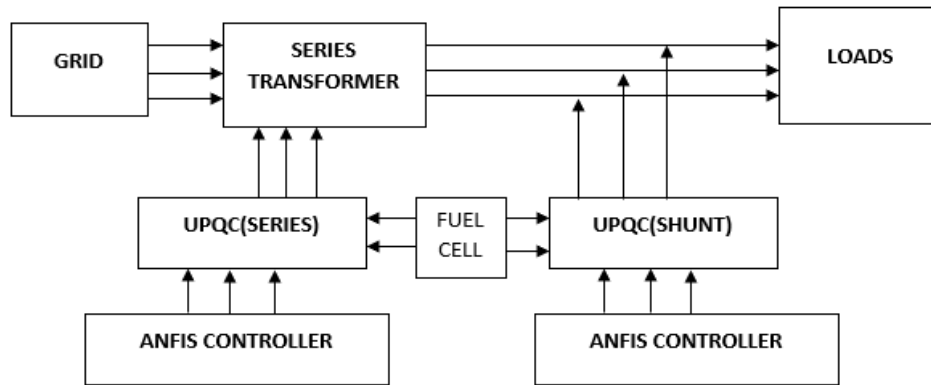 GRID
SERIES
TRANSFORMER
LOADS
UPQC(SERIES)
FUEL
CELL
UPQC(SHUNT)
ANFIS CONTROLLER
ANFIS CONTROLLER